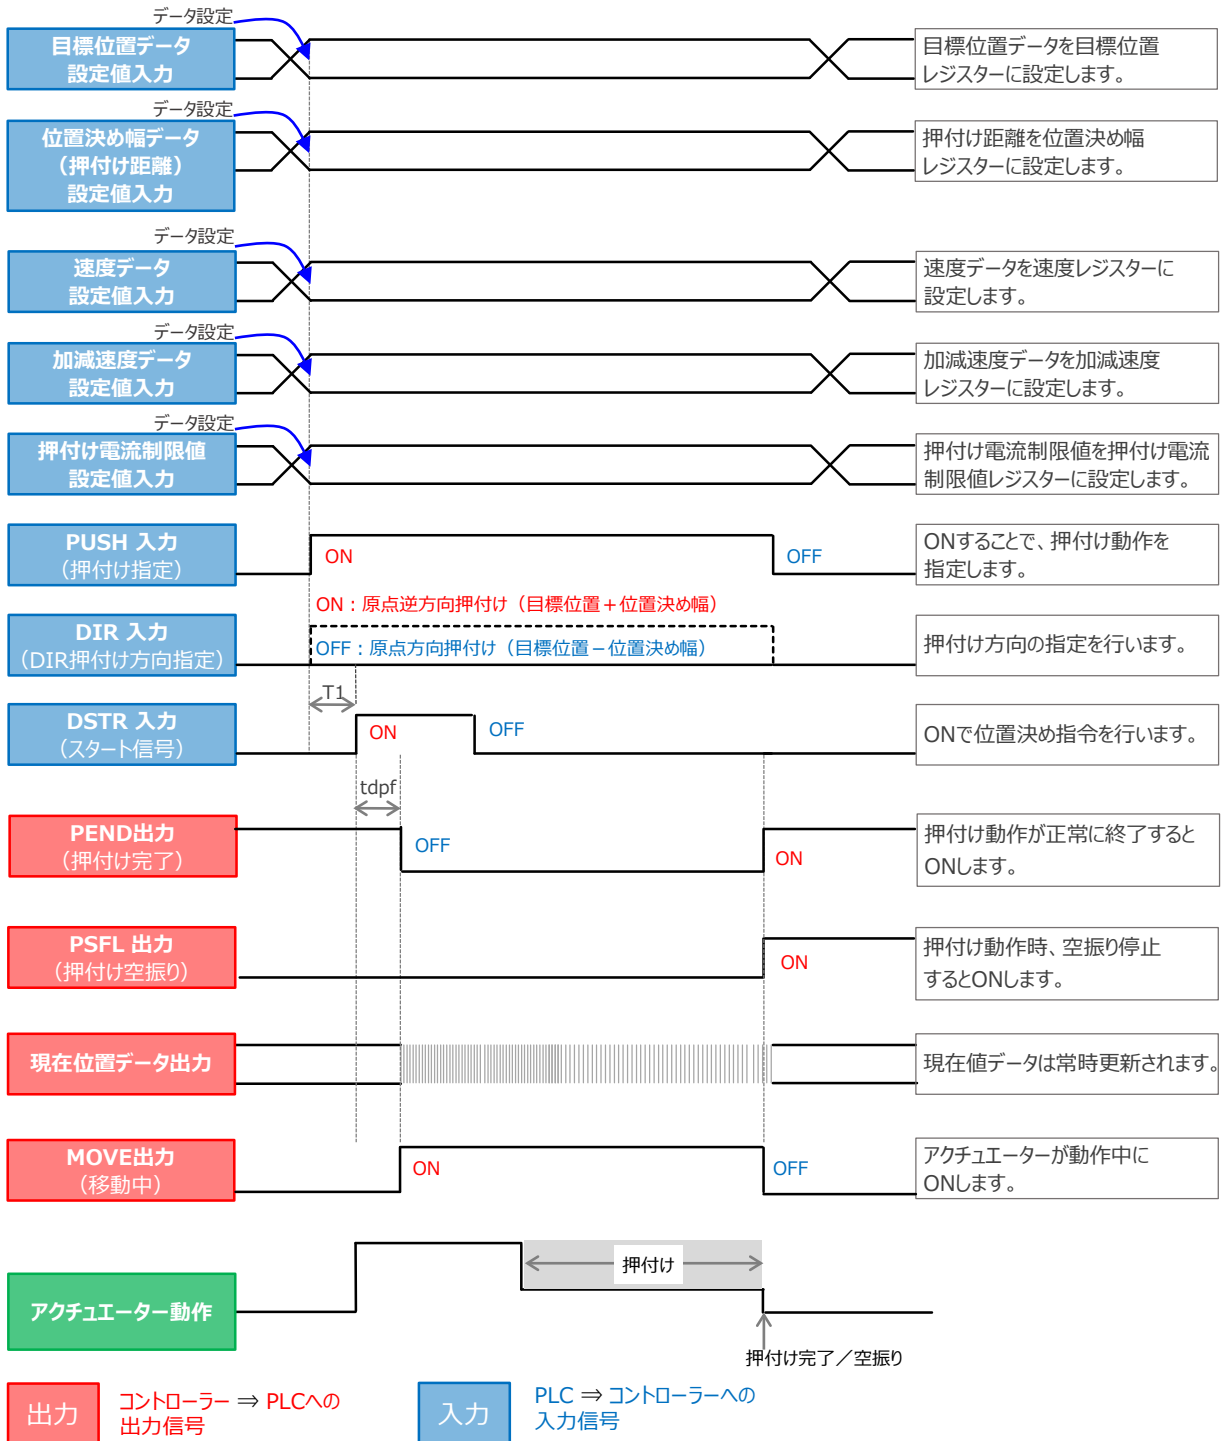 データ設定
目標位置データ
設定値入力
目標位置データを目標位置
レジスターに設定します。
データ設定
位置決め幅データ
（押付け距離）
設定値入力
押付け距離を位置決め幅
レジスターに設定します。
データ設定
速度データ
設定値入力
速度データを速度レジスターに
設定します。
データ設定
加減速度データ
設定値入力
加減速度データを加減速度
レジスターに設定します。
データ設定
押付け電流制限値
設定値入力
押付け電流制限値を押付け電流
制限値レジスターに設定します。
PUSH 入力
（押付け指定）
ON
OFF
ONすることで、押付け動作を
指定します。
ON：原点逆方向押付け（目標位置＋位置決め幅）
DIR 入力
（DIR押付け方向指定）
OFF：原点方向押付け（目標位置－位置決め幅）
押付け方向の指定を行います。
T1
DSTR 入力
（スタート信号）
ON
OFF
ONで位置決め指令を行います。
tdpf
PEND出力
（押付け完了）
OFF
ON
押付け動作が正常に終了すると
ONします。
PSFL 出力
（押付け空振り）
ON
押付け動作時、空振り停止
するとONします。
現在位置データ出力
現在値データは常時更新されます。
MOVE出力
（移動中）
ON
OFF
アクチュエーターが動作中に
ONします。
押付け
アクチュエーター動作
押付け完了／空振り
出力
コントローラー ⇒ PLCへの
出力信号
入力
PLC ⇒ コントローラーへの
入力信号